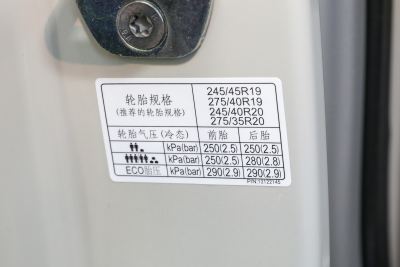 轮胎规格
(推荐的轮胎规格)
245/45R19
275/40R19
245/40R20
275/35R20
轮胎气压(冷态) 前胎 后胎
kPa(bar) 250(2.5) 250(2.5)
kPa(bar) 250(2.5) 280(2.8)
ECO胎压 kPa(bar) 290(2.9) 290(2.9)
P/N:13122145